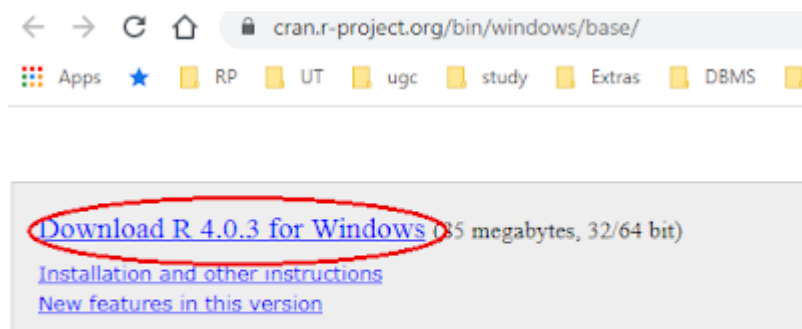 cran.r-project.org/bin/windows/base/
Apps RP UT ugc study Extras DBMS
Download R 4.0.3 for Windows (85 megabytes, 32/64 bit)
Installation and other instructions
New features in this version